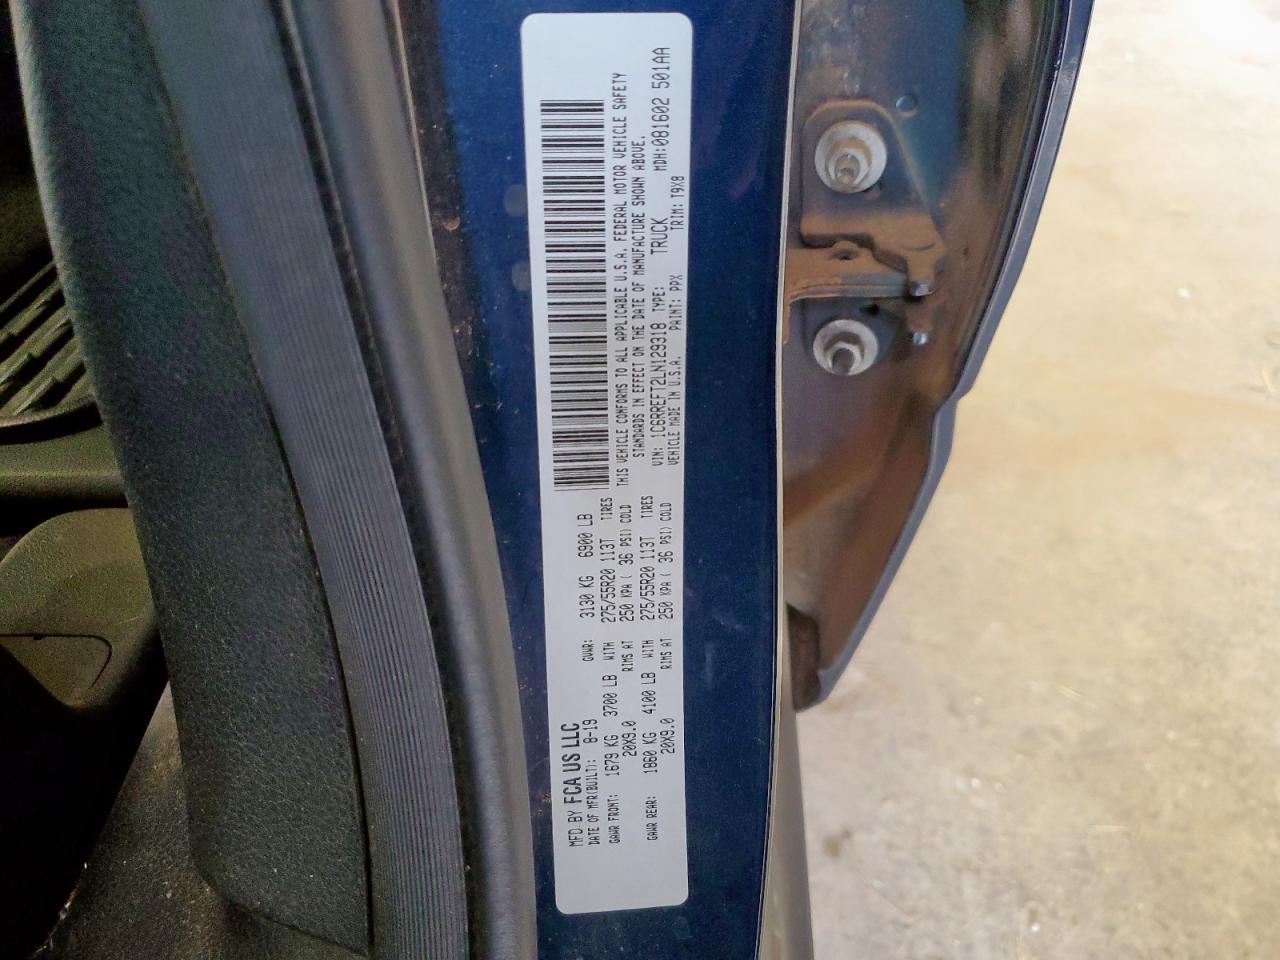 MFD BY FCA US LLC
DATE OF MFR(BUILT): 8-19 GVWR: 3130 KG 6900 LB
GAWR FRONT: 1679 KG 3700 LB WITH 275/55R20 113T TIRES
20X9.0 RIMS AT 250 KPA ( 36 PSI) COLD
GAWR REAR: 1860 KG 4100 LB WITH 275/55R20 113T TIRES
20X9.0 RIMS AT 250 KPA ( 36 PSI) COLD
THIS VEHICLE CONFORMS TO ALL APPLICABLE U.S.A. FEDERAL MOTOR VEHICLE SAFETY
STANDARDS IN EFFECT ON THE DATE OF MANUFACTURE SHOWN ABOVE.
VIN: 1C6RREFT2LN129318 TYPE: TRUCK MDH:081602 501AA
VEHICLE MADE IN U.S.A. PAINT: PPX TRIM: T9X8